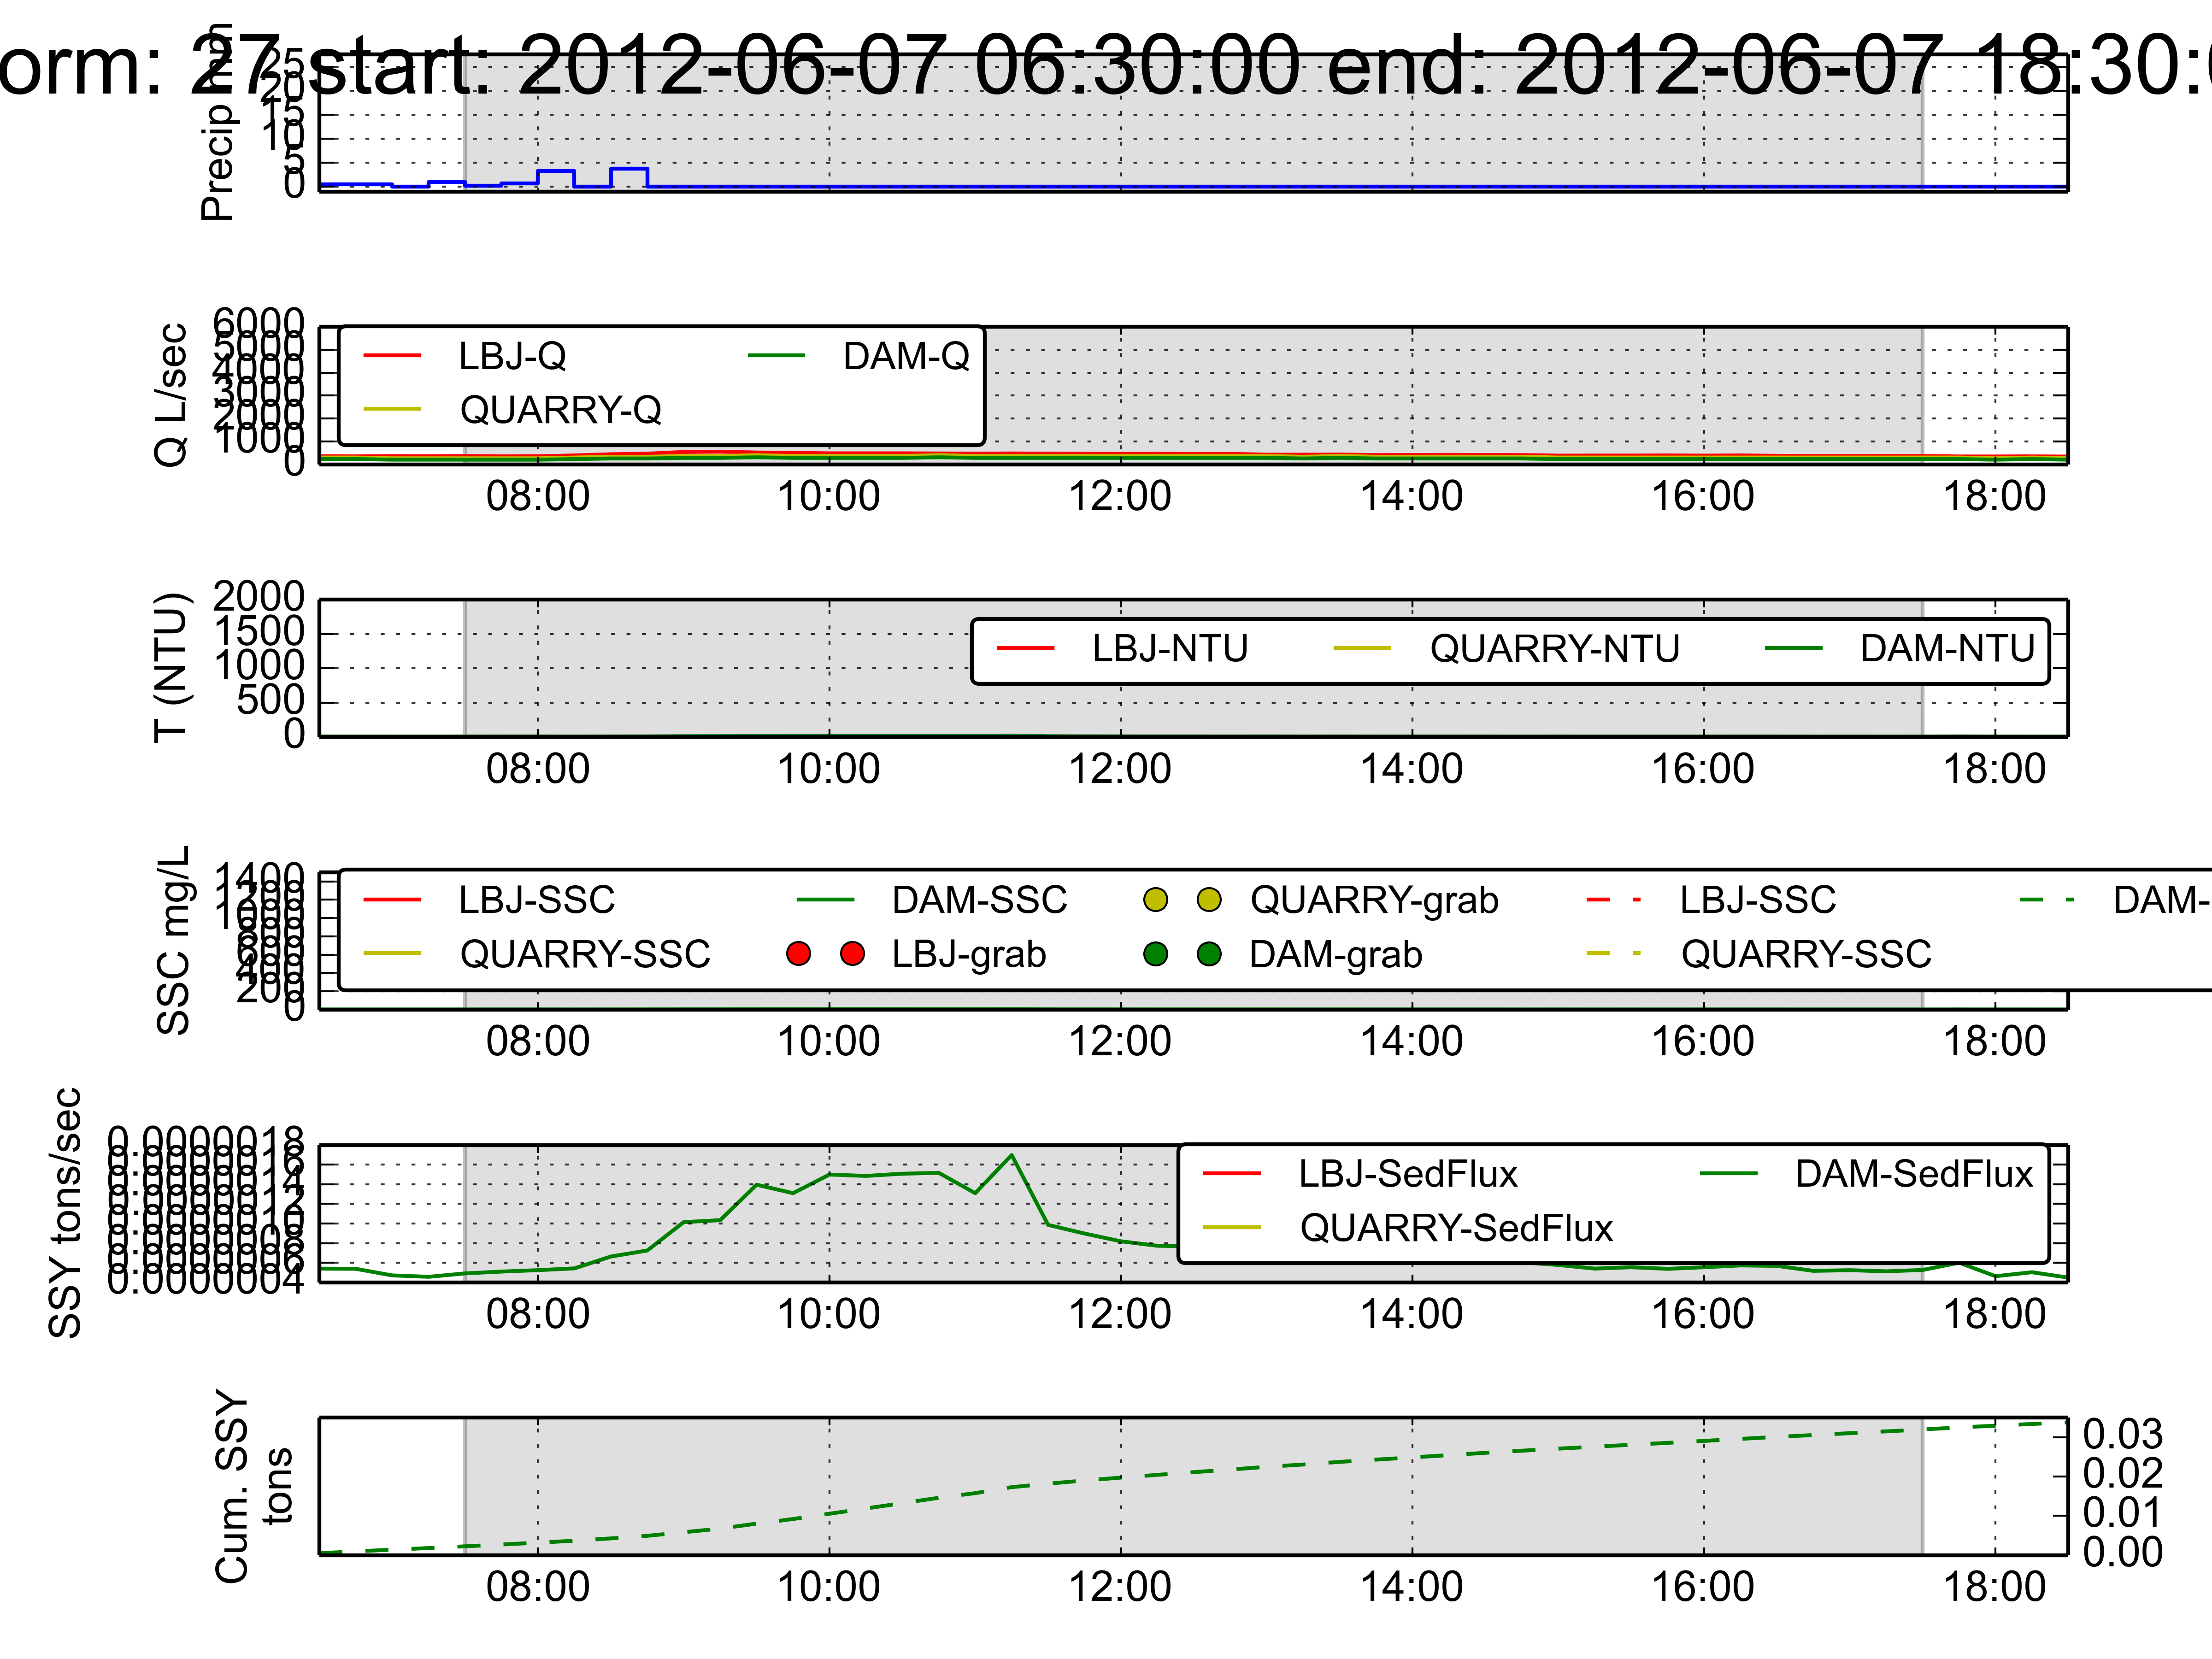 orm: 27 start: 2012-06-07 06:30:00 end: 2012-06-07 18:30:0
Precip mm
25
20
15
10
5
0
Q L/sec
6000
5000
4000
3000
2000
1000
0
LBJ-Q DAM-Q
QUARRY-Q
08:00 10:00 12:00 14:00 16:00 18:00
T (NTU)
2000
1500
1000
500
0
LBJ-NTU QUARRY-NTU DAM-NTU
08:00 10:00 12:00 14:00 16:00 18:00
SSC mg/L
1400
1200
1000
800
600
400
200
0
LBJ-SSC DAM-SSC QUARRY-grab LBJ-SSC DAM-
QUARRY-SSC LBJ-grab DAM-grab QUARRY-SSC
08:00 10:00 12:00 14:00 16:00 18:00
SSY tons/sec
0.0000018
0.0000016
0.0000014
0.0000012
0.0000010
0.0000008
0.0000006
0.0000004
LBJ-SedFlux DAM-SedFlux
QUARRY-SedFlux
08:00 10:00 12:00 14:00 16:00 18:00
Cum. SSY
tons
0.03
0.02
0.01
0.00
08:00 10:00 12:00 14:00 16:00 18:00